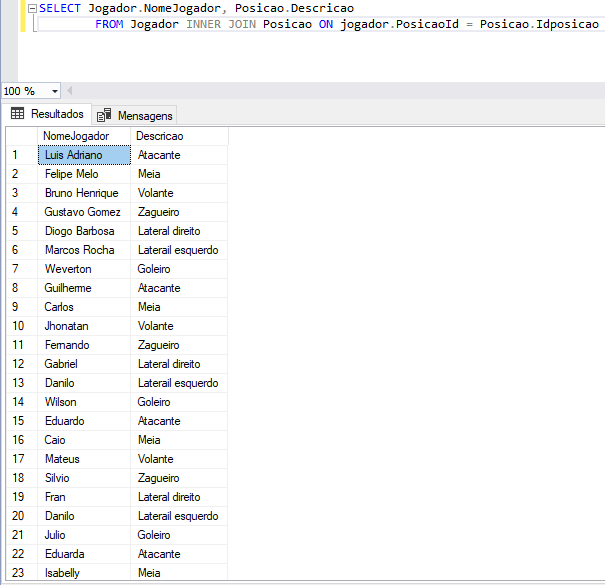 SELECT Jogador.NomeJogador, Posicao.Descricao
FROM Jogador INNER JOIN Posicao ON jogador.PosicaoId = Posicao.Idposicao
100 %
Resultados Mensagens
NomeJogador Descricao
1 Luis Adriano Atacante
2 Felipe Melo Meia
3 Bruno Henrique Volante
4 Gustavo Gomez Zagueiro
5 Diogo Barbosa Lateral direito
6 Marcos Rocha Laterail esquerdo
7 Weverton Goleiro
8 Guilherme Atacante
9 Carlos Meia
10 Jhonatan Volante
11 Fernando Zagueiro
12 Gabriel Lateral direito
13 Danilo Laterail esquerdo
14 Wilson Goleiro
15 Eduardo Atacante
16 Caio Meia
17 Mateus Volante
18 Silvio Zagueiro
19 Fran Lateral direito
20 Danilo Laterail esquerdo
21 Julio Goleiro
22 Eduarda Atacante
23 Isabelly Meia